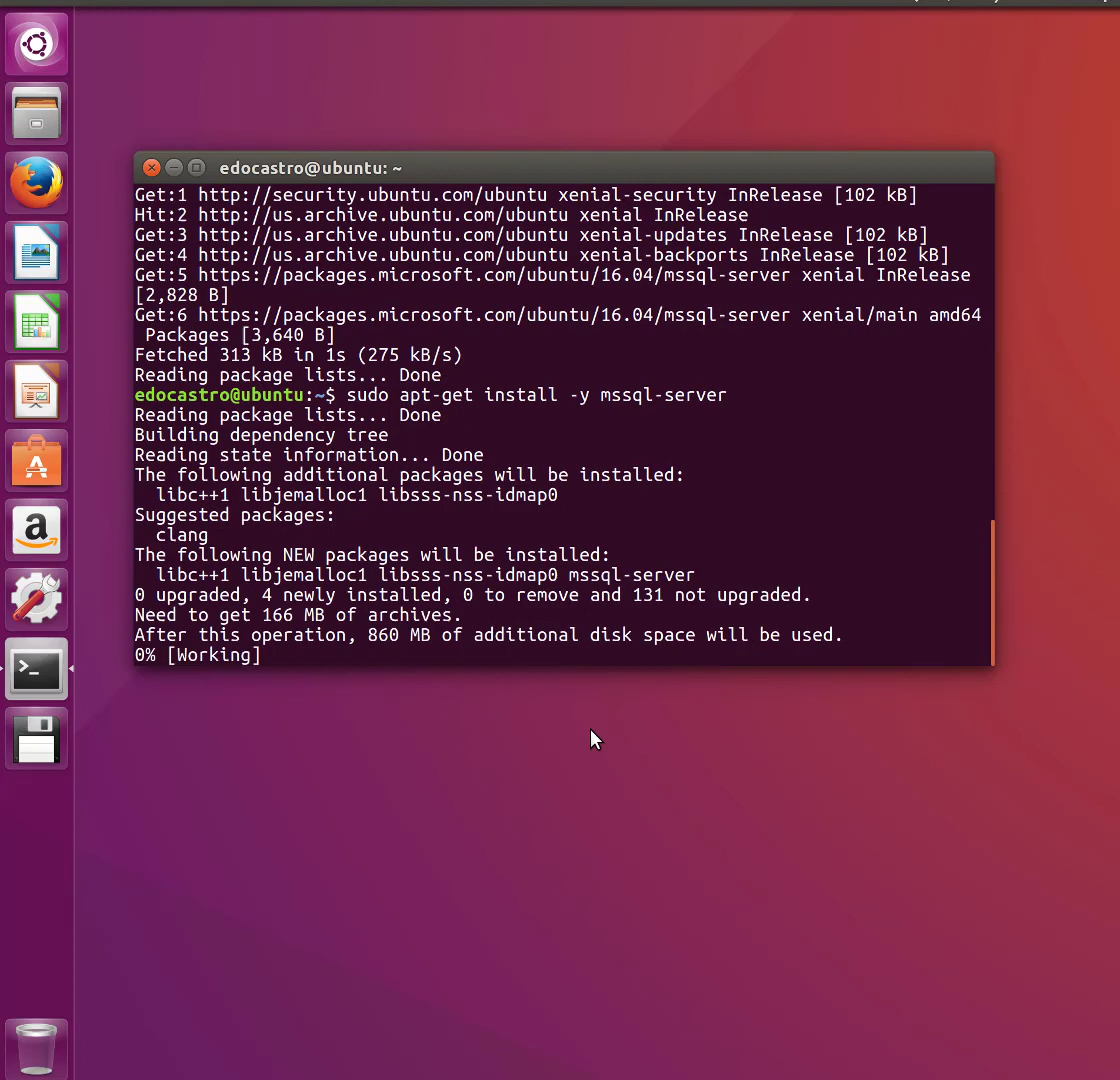 edocastro@ubuntu: ~
Get:1 http://security.ubuntu.com/ubuntu xenial-security InRelease [102 kB]
Hit:2 http://us.archive.ubuntu.com/ubuntu xenial InRelease
Get:3 http://us.archive.ubuntu.com/ubuntu xenial-updates InRelease [102 kB]
Get:4 http://us.archive.ubuntu.com/ubuntu xenial-backports InRelease [102 kB]
Get:5 https://packages.microsoft.com/ubuntu/16.04/mssql-server xenial InRelease
[2,828 B]
Get:6 https://packages.microsoft.com/ubuntu/16.04/mssql-server xenial/main amd64
Packages [3,640 B]
Fetched 313 kB in 1s (275 kB/s)
Reading package lists... Done
edocastro@ubuntu:~$ sudo apt-get install -y mssql-server
Reading package lists... Done
Building dependency tree
Reading state information... Done
The following additional packages will be installed:
libc++1 libjemalloc1 libsss-nss-idmap0
Suggested packages:
clang
The following NEW packages will be installed:
libc++1 libjemalloc1 libsss-nss-idmap0 mssql-server
0 upgraded, 4 newly installed, 0 to remove and 131 not upgraded.
Need to get 166 MB of archives.
After this operation, 860 MB of additional disk space will be used.
0% [Working]